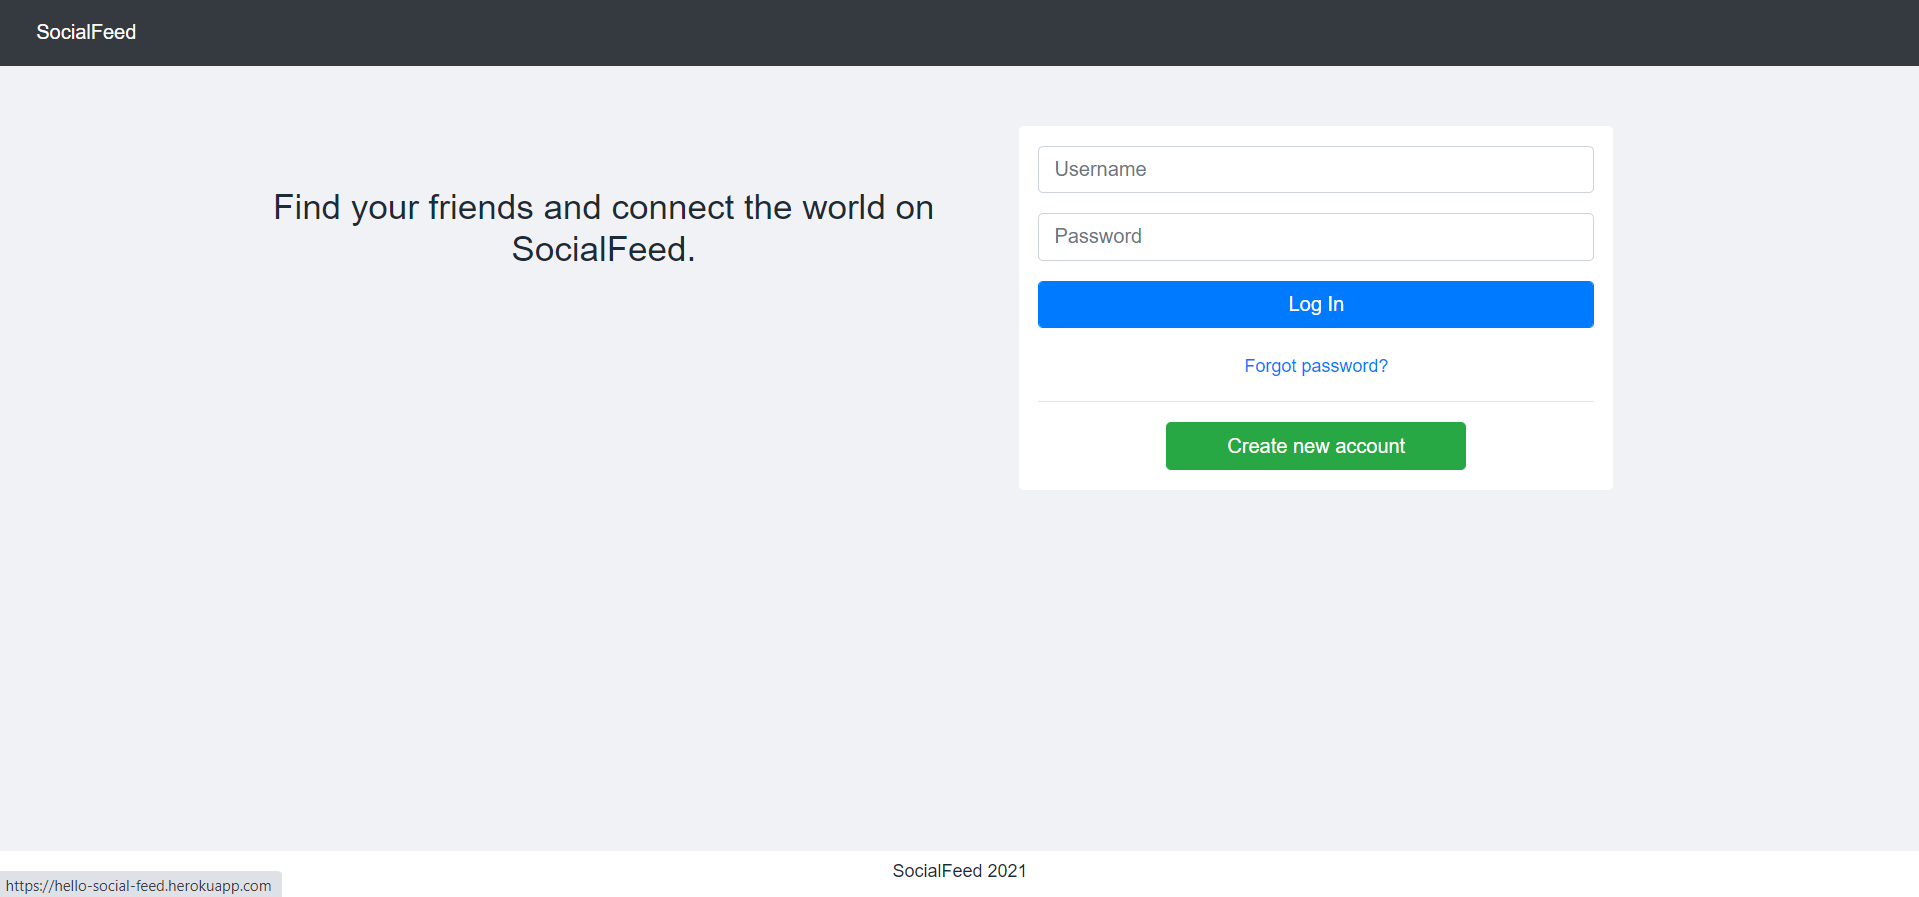 SocialFeed
Find your friends and connect the world on
SocialFeed.
Username
Password
Log In
Forgot password?
Create new account
SocialFeed 2021
https://hello-social-feed.herokuapp.com